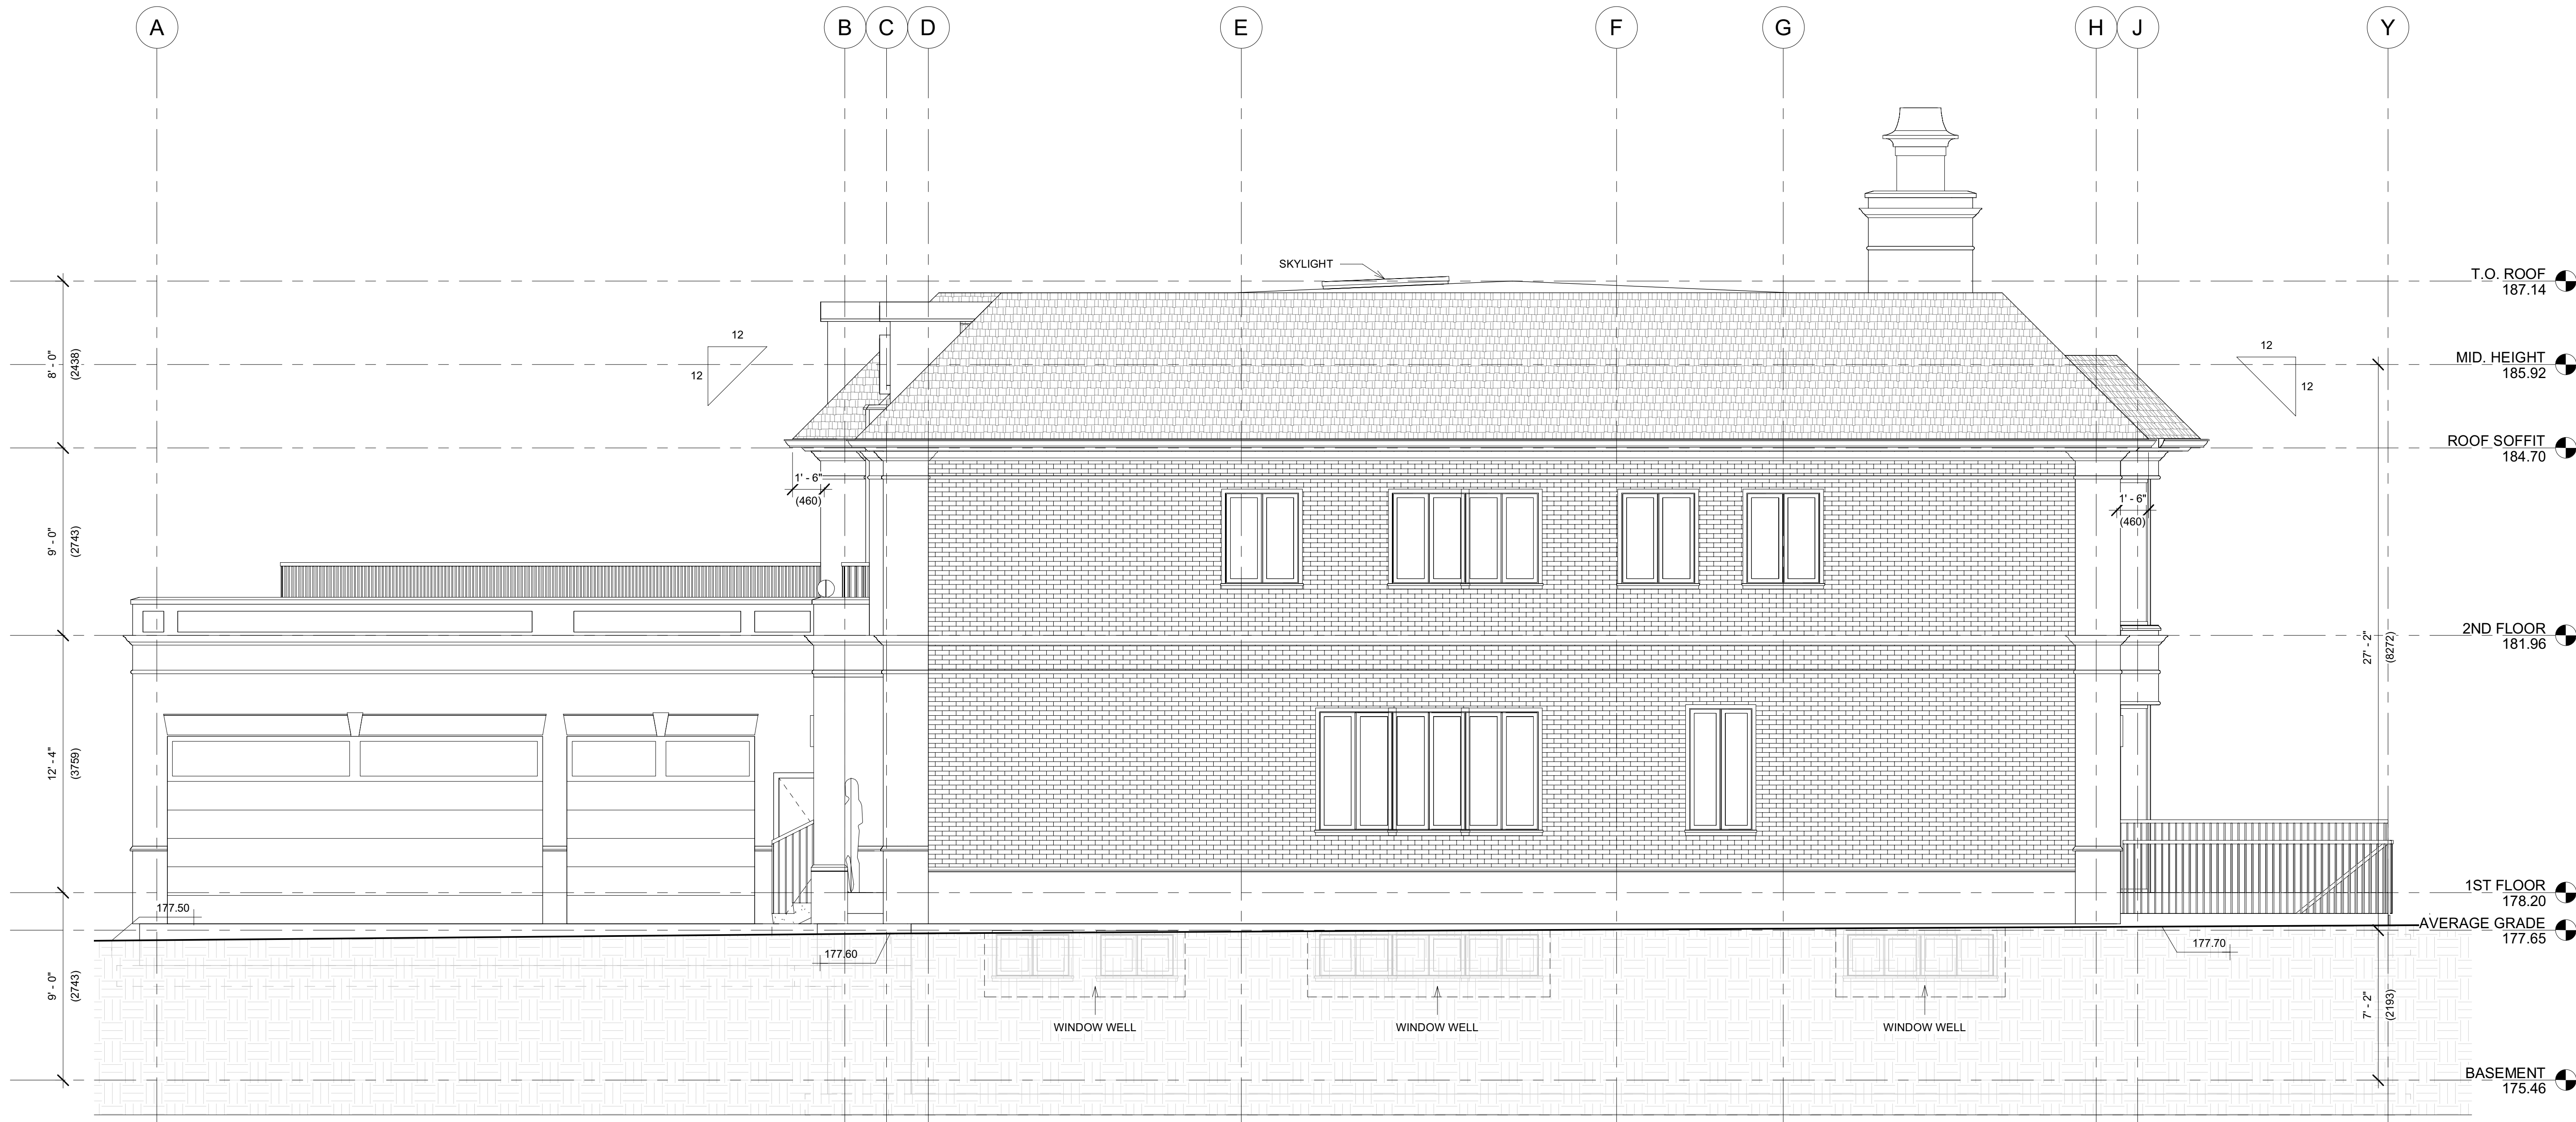 A
B
C
D
E
F
G
H
J
Y
SKYLIGHT
T.O. ROOF
187.14
12
12
12
12
8' - 0"
(2438)
MID. HEIGHT
185.92
ROOF SOFFIT
184.70
1' - 6"
(460)
1' - 6"
(460)
9' - 0"
(2743)
2ND FLOOR
181.96
27' - 2"
(8272)
12' - 4"
(3759)
1ST FLOOR
178.20
177.50
AVERAGE GRADE
177.65
177.60
177.70
9' - 0"
(2743)
7' - 2"
(2193)
WINDOW WELL
WINDOW WELL
WINDOW WELL
BASEMENT
175.46